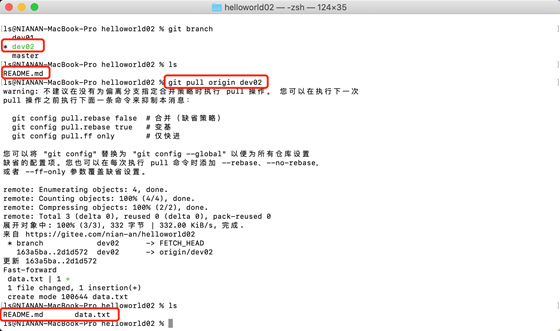 helloworld02 — -zsh — 124×35
ls@NIANAN-MacBook-Pro helloworld02 % git branch
dev01
* dev02
master
ls@NIANAN-MacBook-Pro helloworld02 % ls
README.md
ls@NIANAN-MacBook-Pro helloworld02 % git pull origin dev02
warning: 不建议在没有为偏离分支指定合并策略时执行 pull 操作。 您可以在执行下一次
pull 操作之前执行下面一条命令来抑制本消息：
git config pull.rebase false # 合并（缺省策略）
git config pull.rebase true # 变基
git config pull.ff only # 仅快进
您可以将 "git config" 替换为 "git config --global" 以便为所有仓库设置
缺省的配置项。您也可以在每次执行 pull 命令时添加 --rebase、--no-rebase，
或者 --ff-only 参数覆盖缺省设置。
remote: Enumerating objects: 4, done.
remote: Counting objects: 100% (4/4), done.
remote: Compressing objects: 100% (2/2), done.
remote: Total 3 (delta 0), reused 0 (delta 0), pack-reused 0
展开对象中: 100% (3/3), 332 字节 | 332.00 KiB/s, 完成.
来自 https://gitee.com/nian-an/helloworld02
* branch dev02 -> FETCH_HEAD
163a5ba..2d1d572 dev02 -> origin/dev02
更新 163a5ba..2d1d572
Fast-forward
data.txt | 1 +
1 file changed, 1 insertion(+)
create mode 100644 data.txt
ls@NIANAN-MacBook-Pro helloworld02 % ls
README.md data.txt
ls@NIANAN-MacBook-Pro helloworld02 %